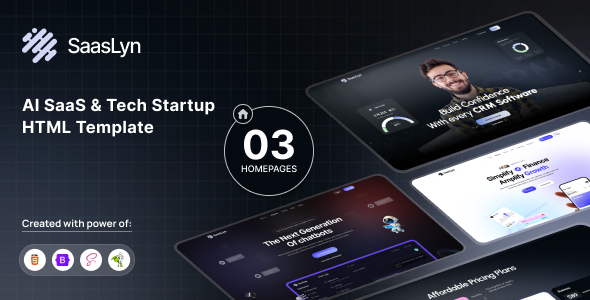 SaasLyn
AI SaaS & Tech Startup
HTML Template
03
HOMEPAGES
Created with power of:
B
Build Confidence
With every CRM Software
Simplify Finance
Amplify Growth
The Next Generation
Of chatbots
Affordable Pricing Plans